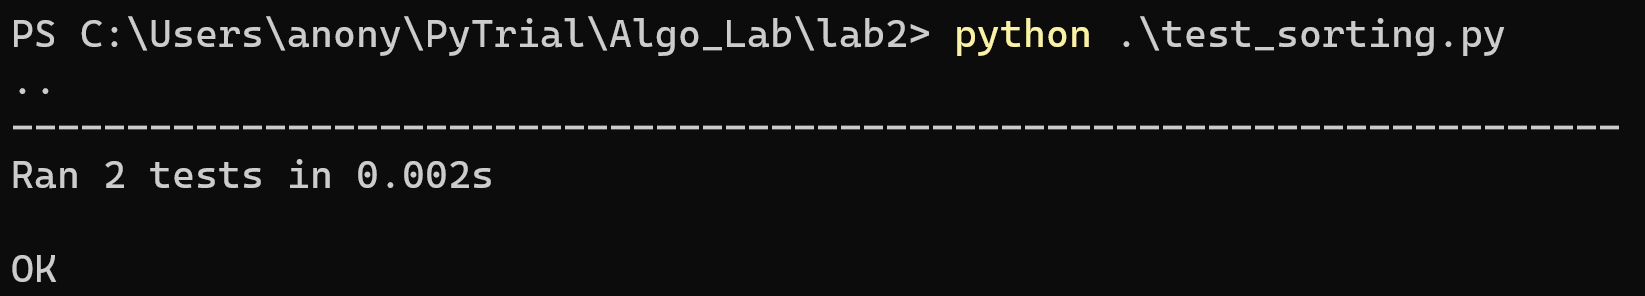 PS C:\Users\anony\PyTrial\Algo_Lab\lab2> python .\test_sorting.py
..
----------------------------------------------------------------------
Ran 2 tests in 0.002s
OK